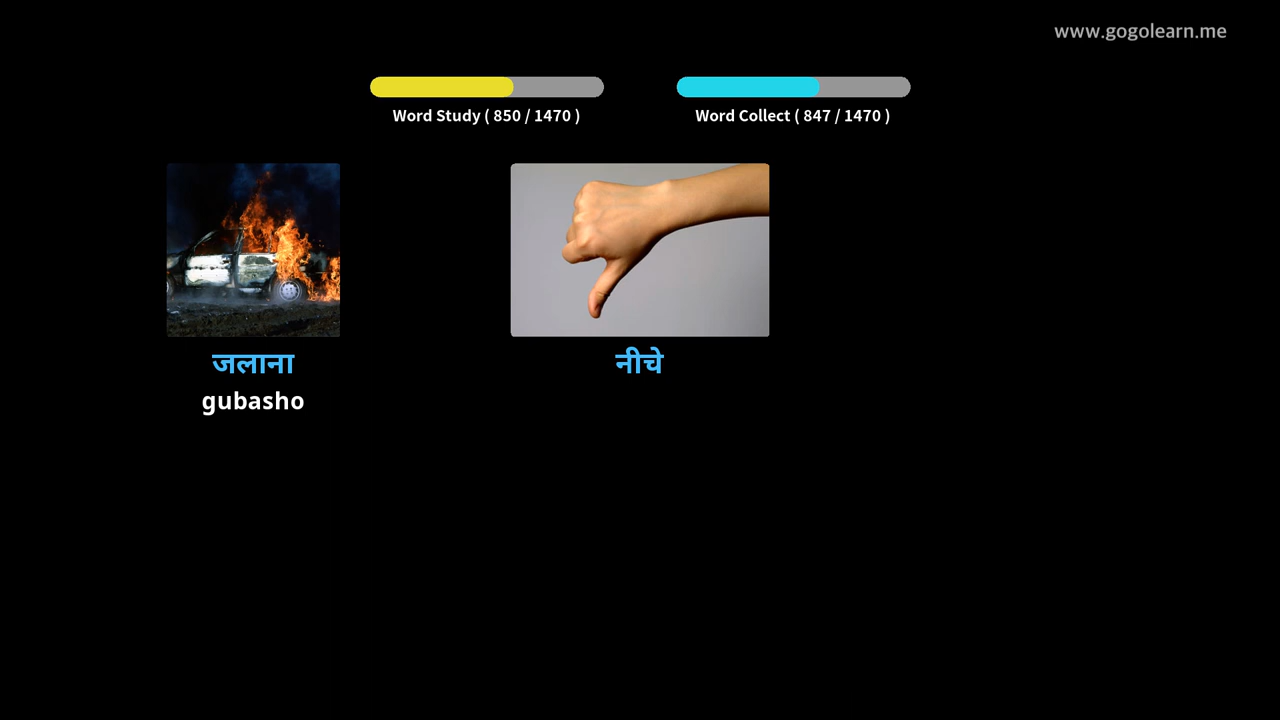 www.gogolearn.me
Word Study ( 850 / 1470 )
Word Collect ( 847 / 1470 )
जलाना
gubasho
नीचे